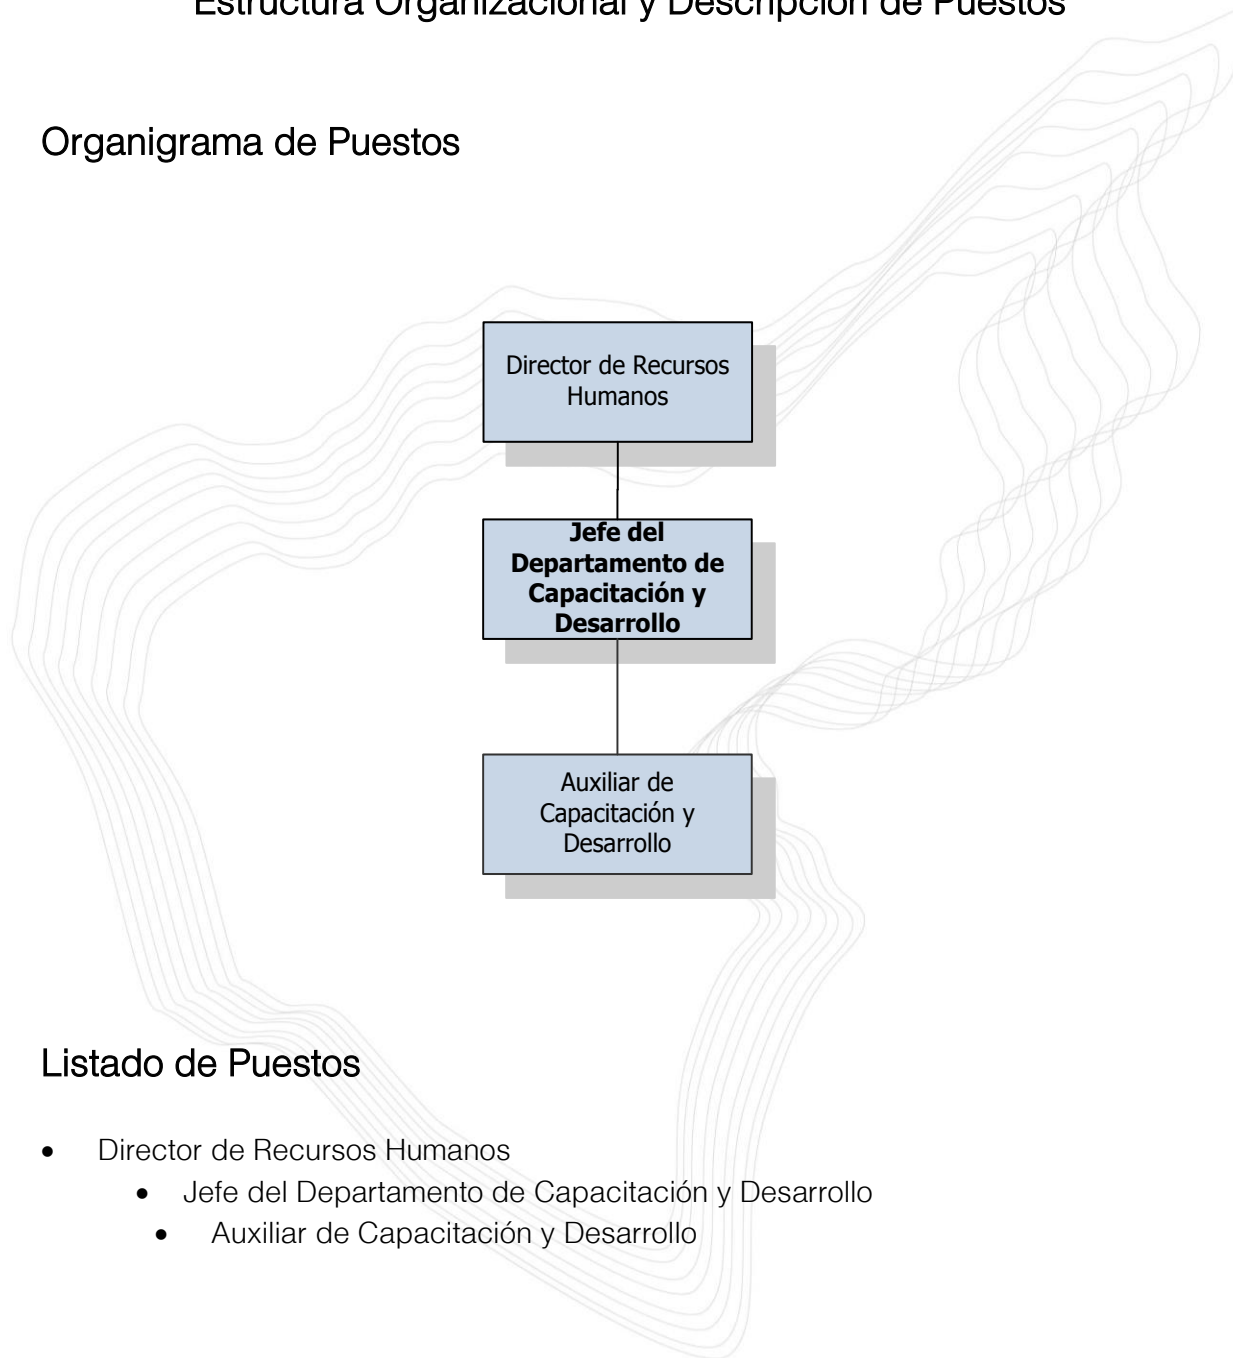 Estructura Organizacional y Descripción de Puestos
Organigrama de Puestos
Director de Recursos
Humanos
Jefe del
Departamento de
Capacitación y
Desarrollo
Auxiliar de
Capacitación y
Desarrollo
Listado de Puestos
• Director de Recursos Humanos
• Jefe del Departamento de Capacitación y Desarrollo
• Auxiliar de Capacitación y Desarrollo